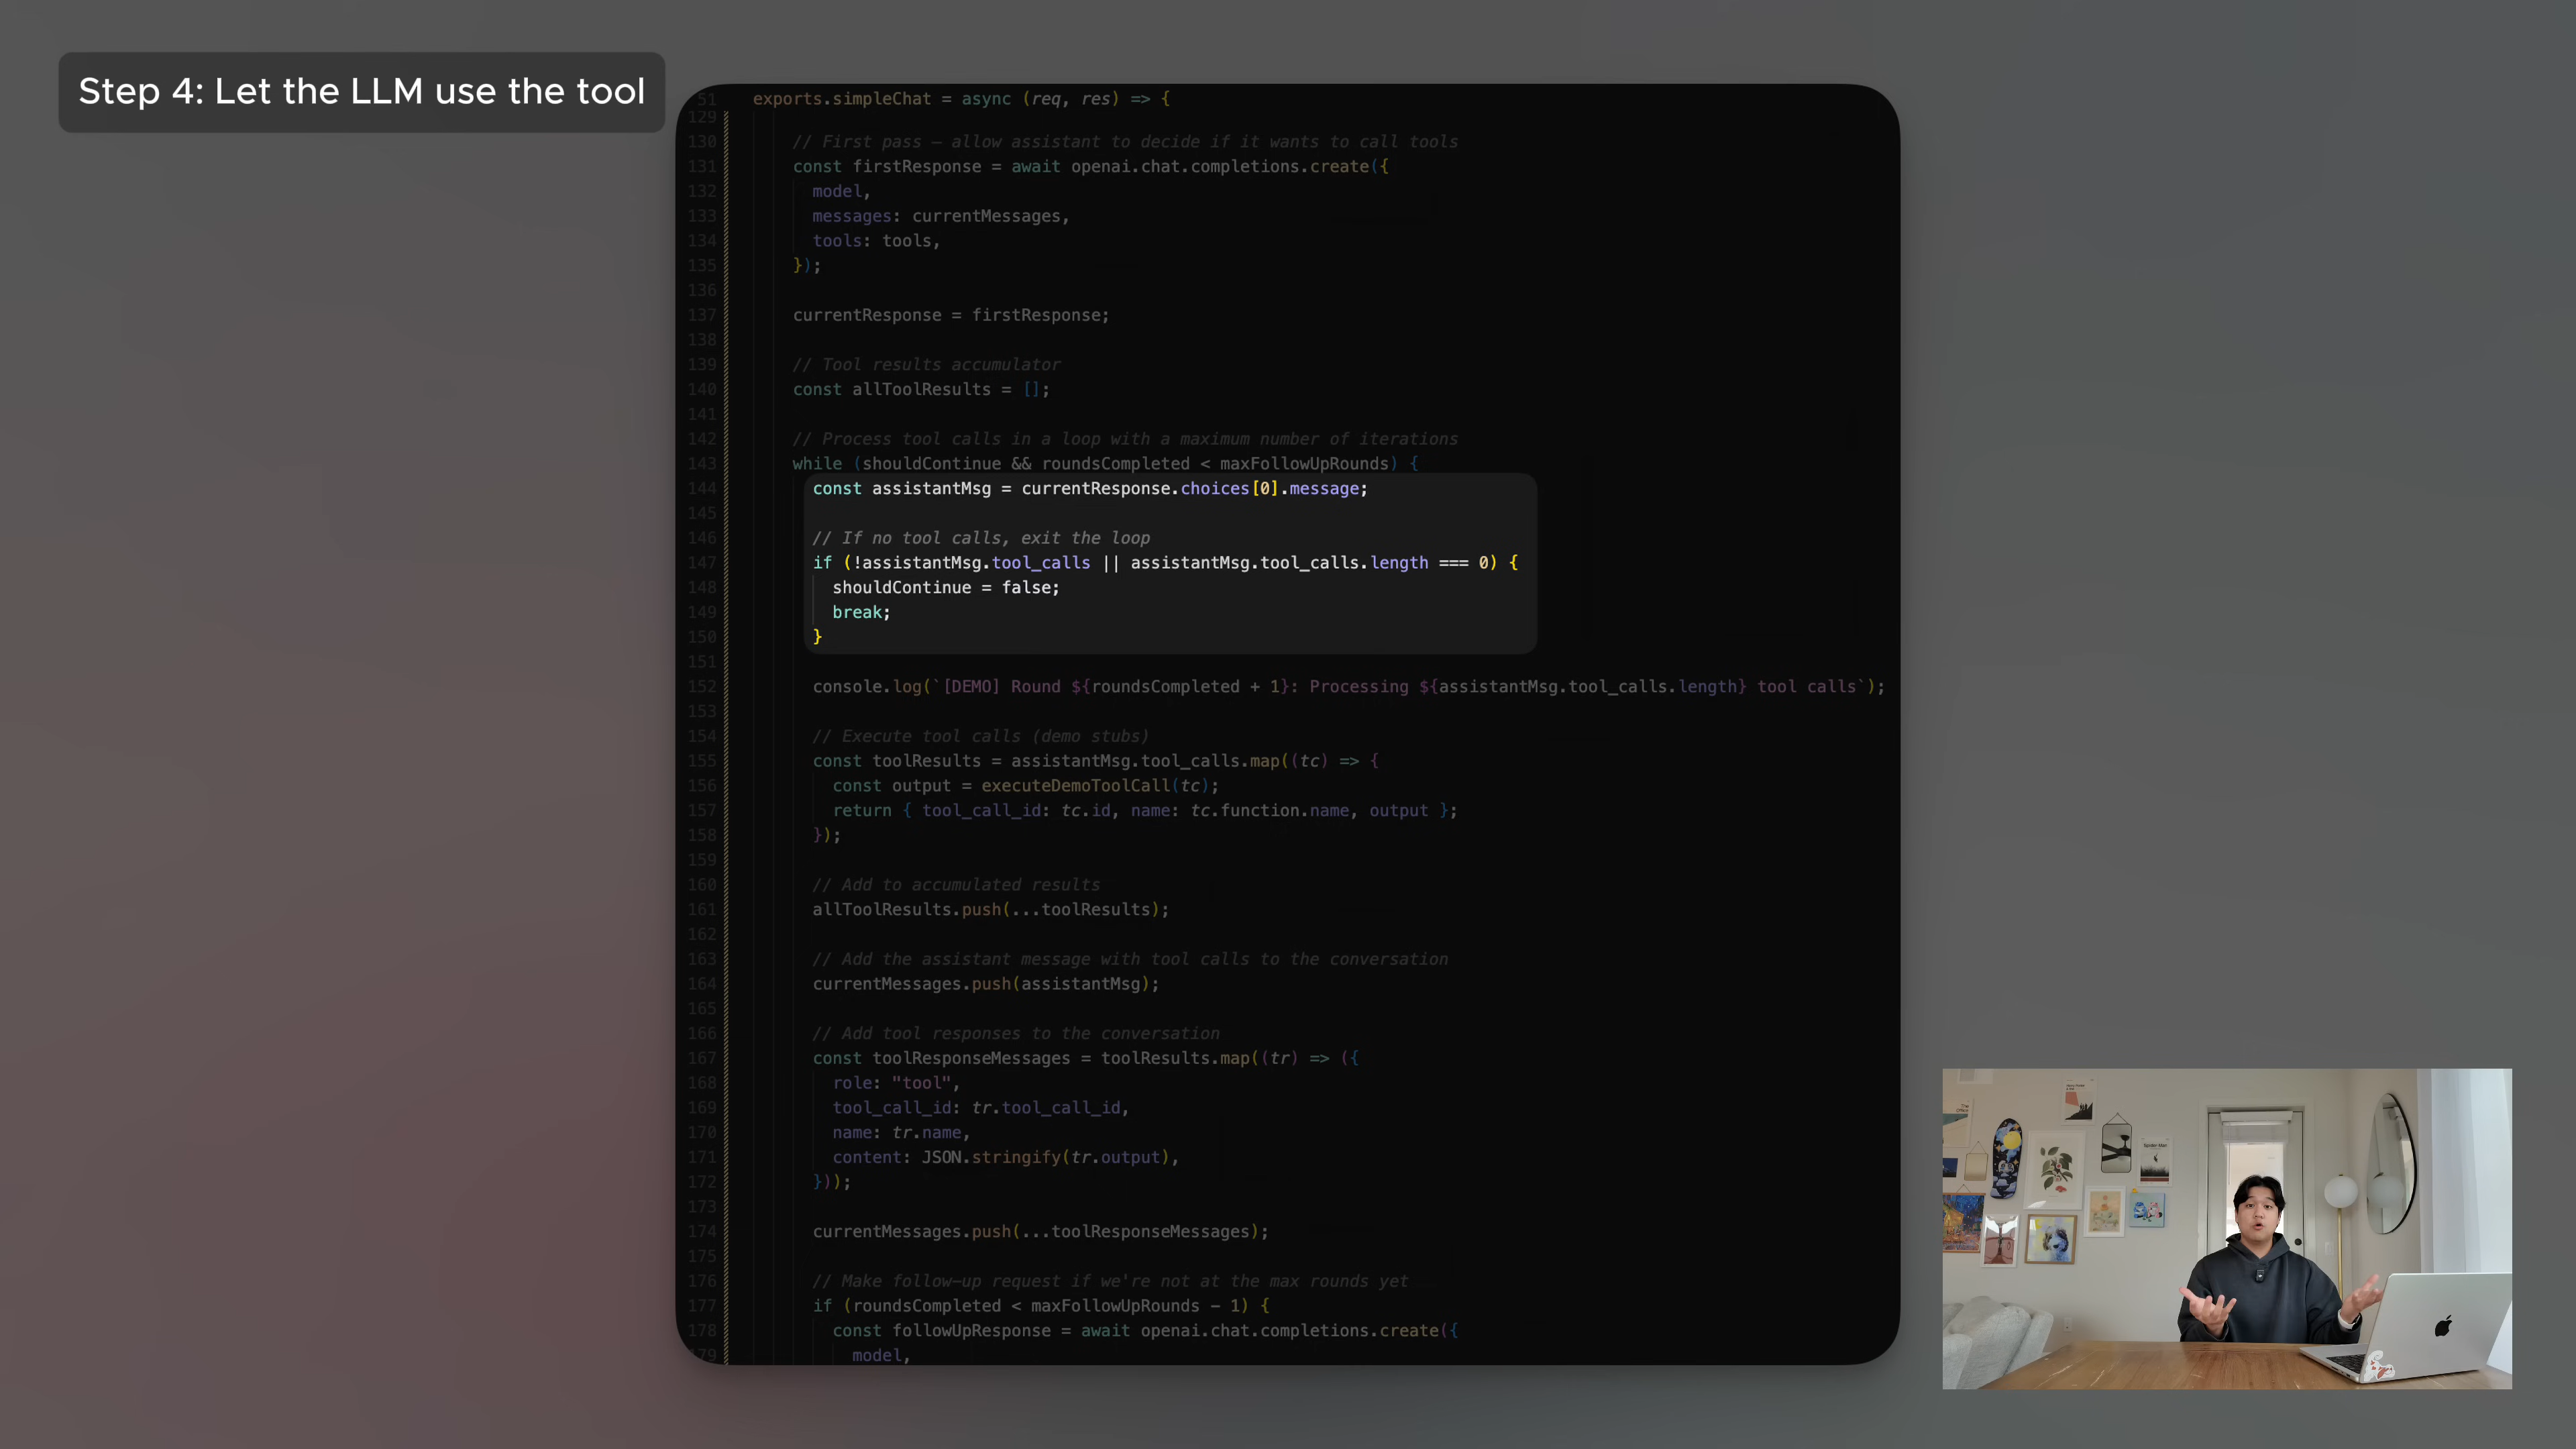 Step 4: Let the LLM use the tool
51 exports.simpleChat = async (req, res) => {
129
130 // First pass — allow assistant to decide if it wants to call tools
131 const firstResponse = await openai.chat.completions.create({
132 model,
133 messages: currentMessages,
134 tools: tools,
135 });
136
137 currentResponse = firstResponse;
138
139 // Tool results accumulator
140 const allToolResults = [];
141
142 // Process tool calls in a loop with a maximum number of iterations
143 while (shouldContinue && roundsCompleted < maxFollowUpRounds) {
144 const assistantMsg = currentResponse.choices[0].message;
145
146 // If no tool calls, exit the loop
147 if (!assistantMsg.tool_calls || assistantMsg.tool_calls.length === 0) {
148 shouldContinue = false;
149 break;
150 }
151
152 console.log(`[DEMO] Round ${roundsCompleted + 1}: Processing ${assistantMsg.tool_calls.length} tool calls`);
153
154 // Execute tool calls (demo stubs)
155 const toolResults = assistantMsg.tool_calls.map((tc) => {
156 const output = executeDemoToolCall(tc);
157 return { tool_call_id: tc.id, name: tc.function.name, output };
158 });
159
160 // Add to accumulated results
161 allToolResults.push(...toolResults);
162
163 // Add the assistant message with tool calls to the conversation
164 currentMessages.push(assistantMsg);
165
166 // Add tool responses to the conversation
167 const toolResponseMessages = toolResults.map((tr) => ({
168 role: "tool",
169 tool_call_id: tr.tool_call_id,
170 name: tr.name,
171 content: JSON.stringify(tr.output),
172 }));
173
174 currentMessages.push(...toolResponseMessages);
175
176 // Make follow-up request if we're not at the max rounds yet
177 if (roundsCompleted < maxFollowUpRounds - 1) {
178 const followUpResponse = await openai.chat.completions.create({
179 model,